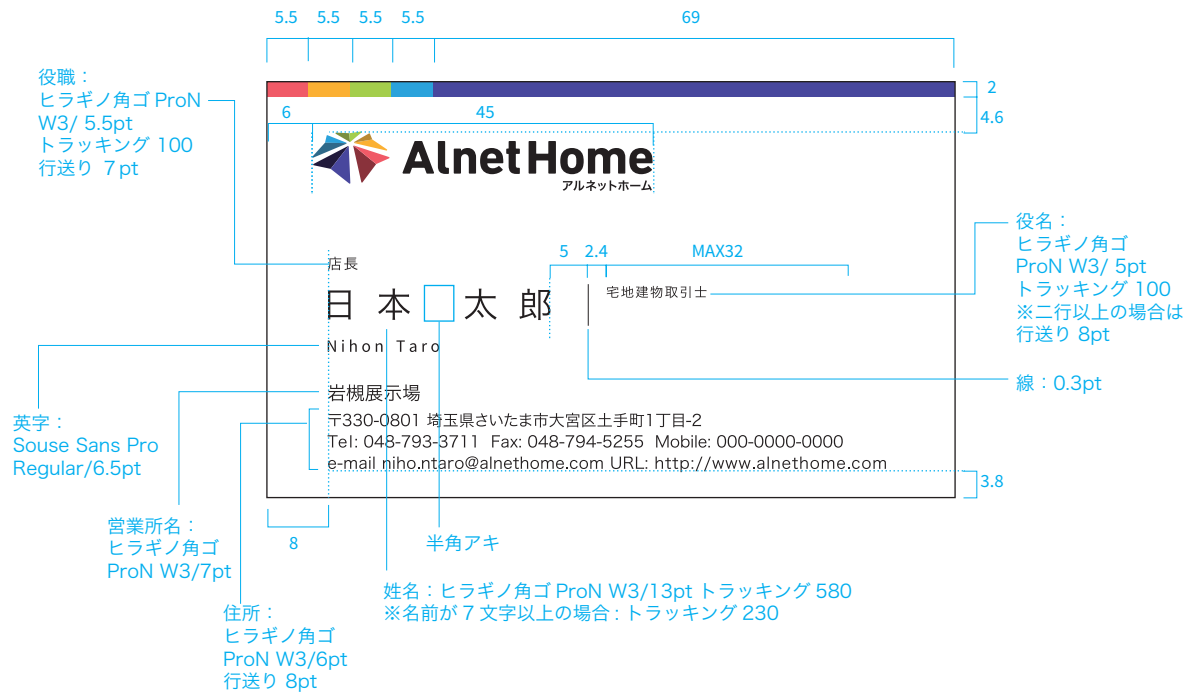 5.5 5.5 5.5 5.5 69
2
4.6
6 45
AlnetHome
アルネットホーム
役職：
ヒラギノ角ゴ ProN
W3/ 5.5pt
トラッキング 100
行送り 7pt
5 2.4 MAX32
店長
日本 太郎
宅地建物取引士
Nihon Taro
岩槻展示場
〒330-0801 埼玉県さいたま市大宮区土手町1丁目-2
Tel: 048-793-3711 Fax: 048-794-5255 Mobile: 000-0000-0000
e-mail niho.ntaro@alnethome.com URL: http://www.alnethome.com
役名：
ヒラギノ角ゴ
ProN W3/ 5pt
トラッキング 100
※二行以上の場合は
行送り 8pt
線：0.3pt
英字：
Souse Sans Pro
Regular/6.5pt
3.8
8
営業所名：
ヒラギノ角ゴ
ProN W3/7pt
半角アキ
姓名：ヒラギノ角ゴ ProN W3/13pt トラッキング 580
※名前が 7 文字以上の場合 : トラッキング 230
住所：
ヒラギノ角ゴ
ProN W3/6pt
行送り 8pt